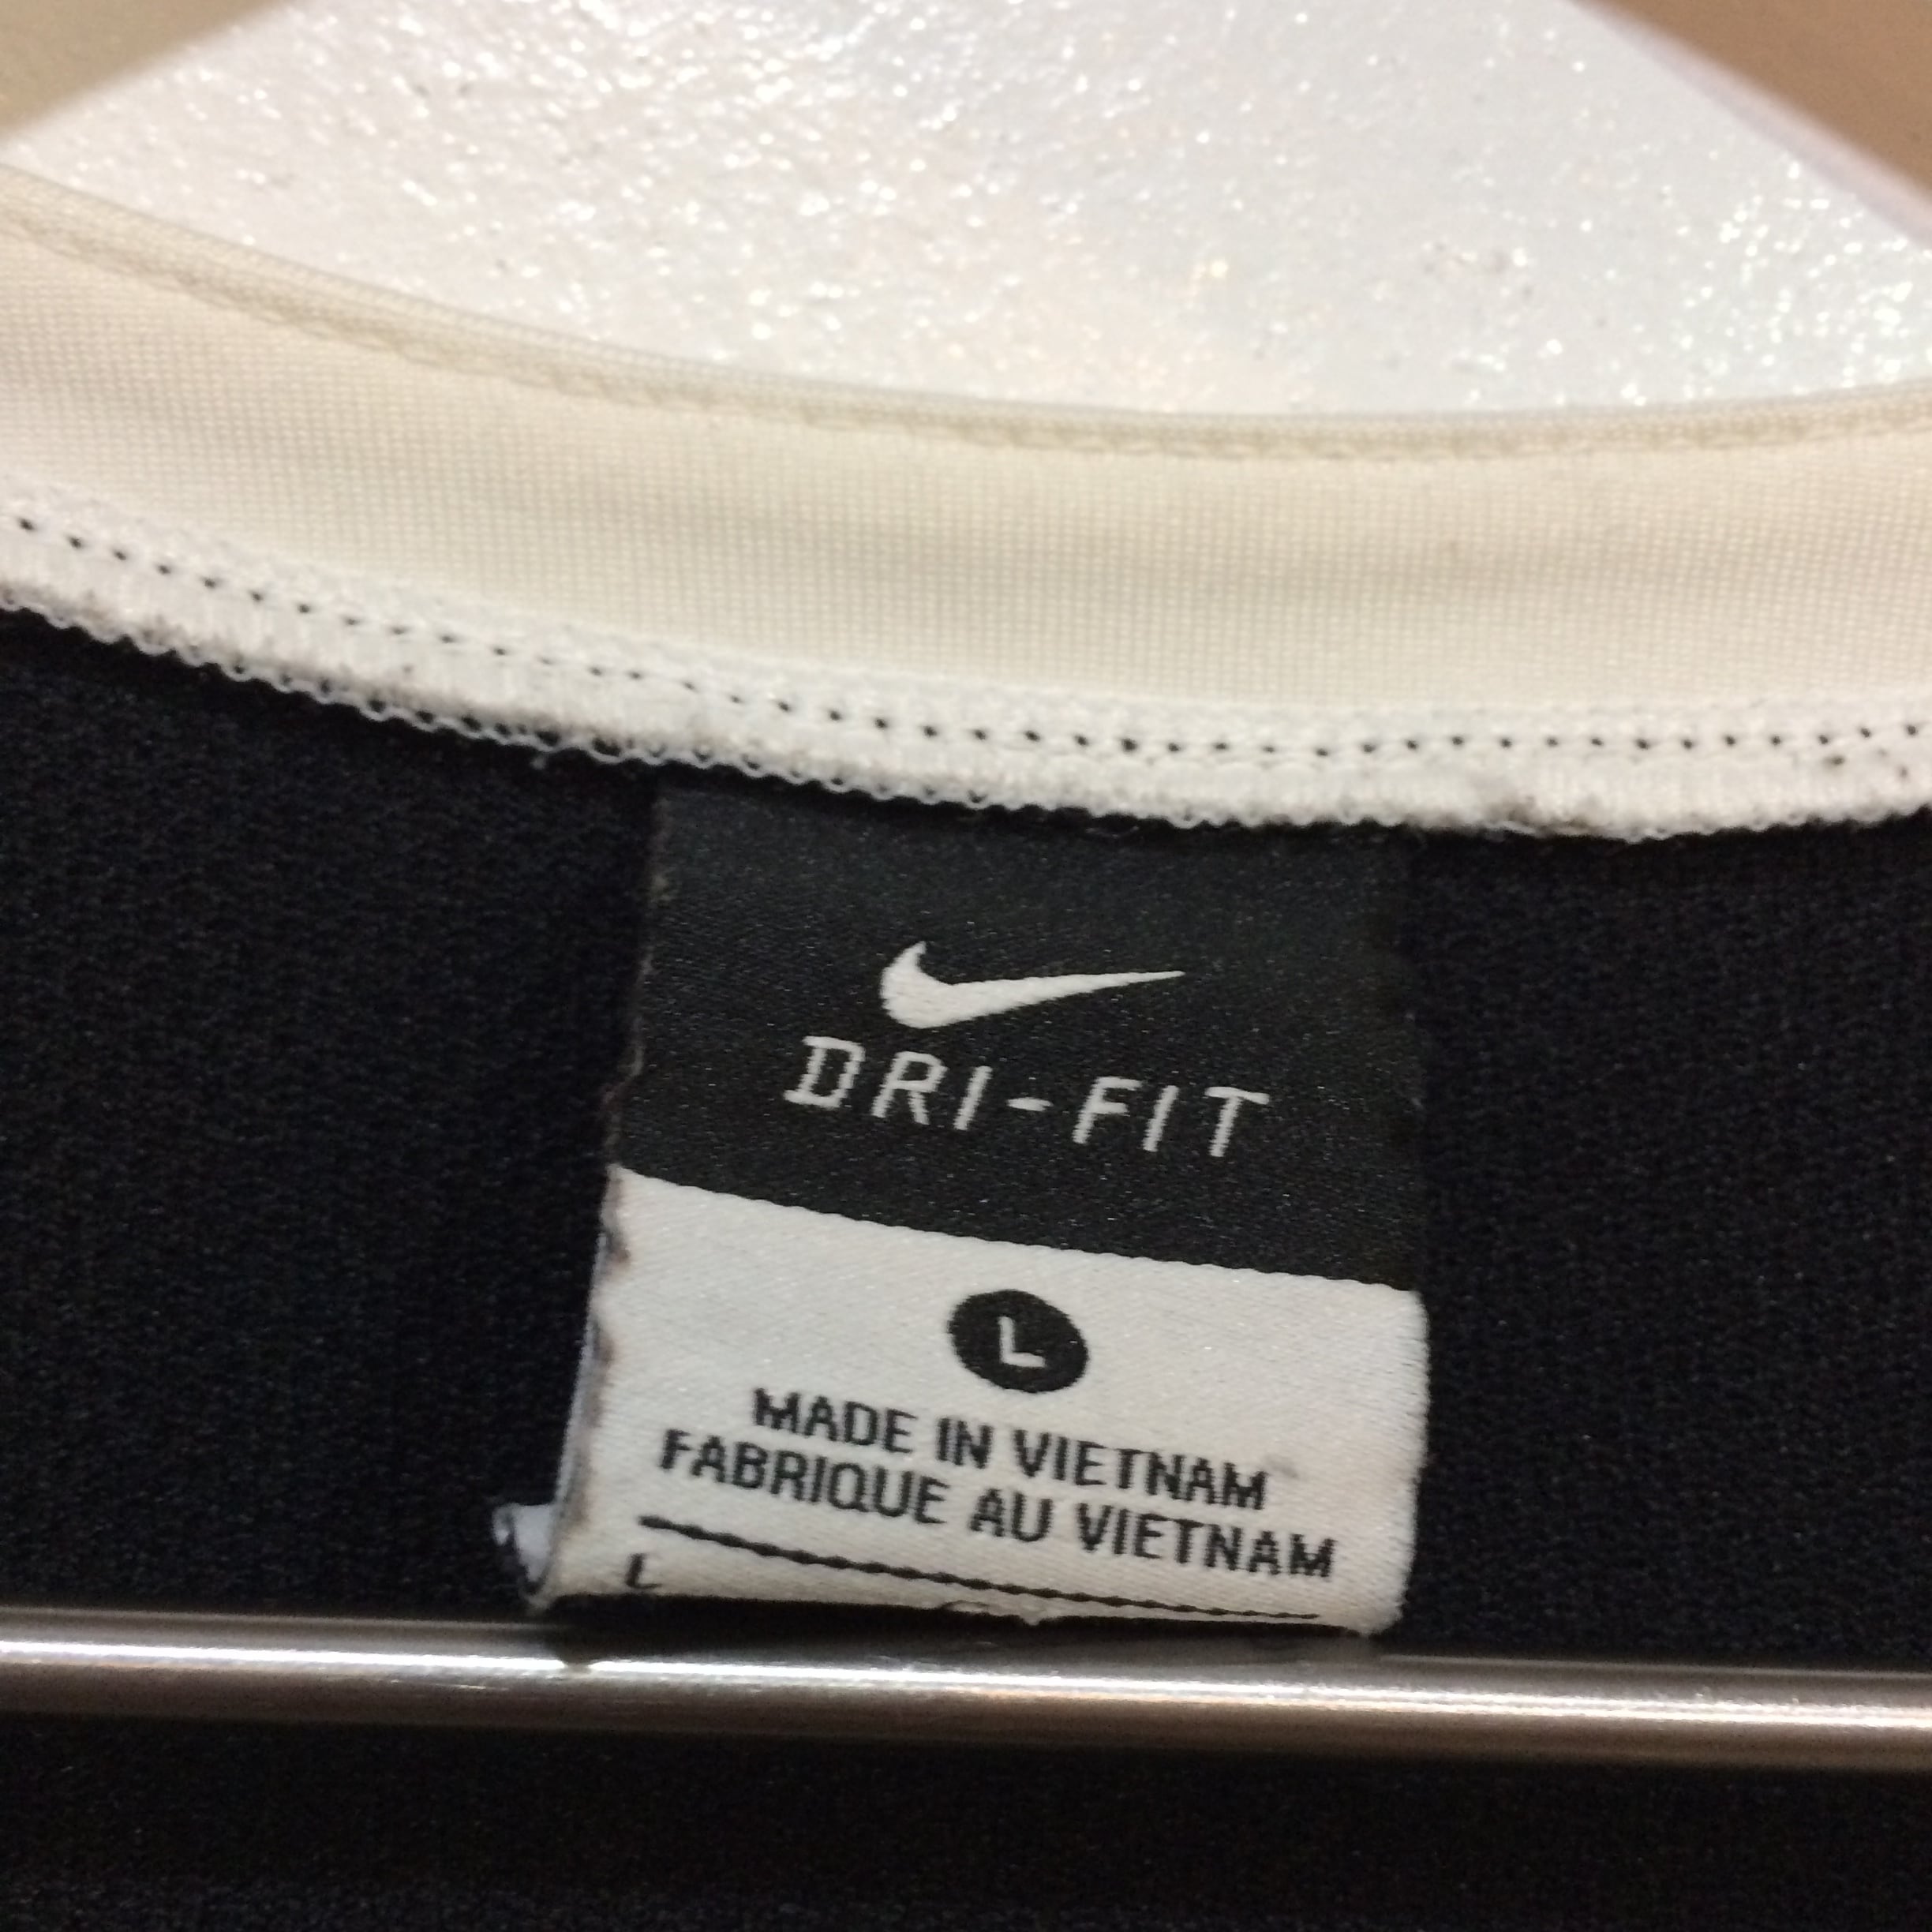 DRI-FIT
L
MADE IN VIETNAM
FABRIQUE AU VIETNAM
L